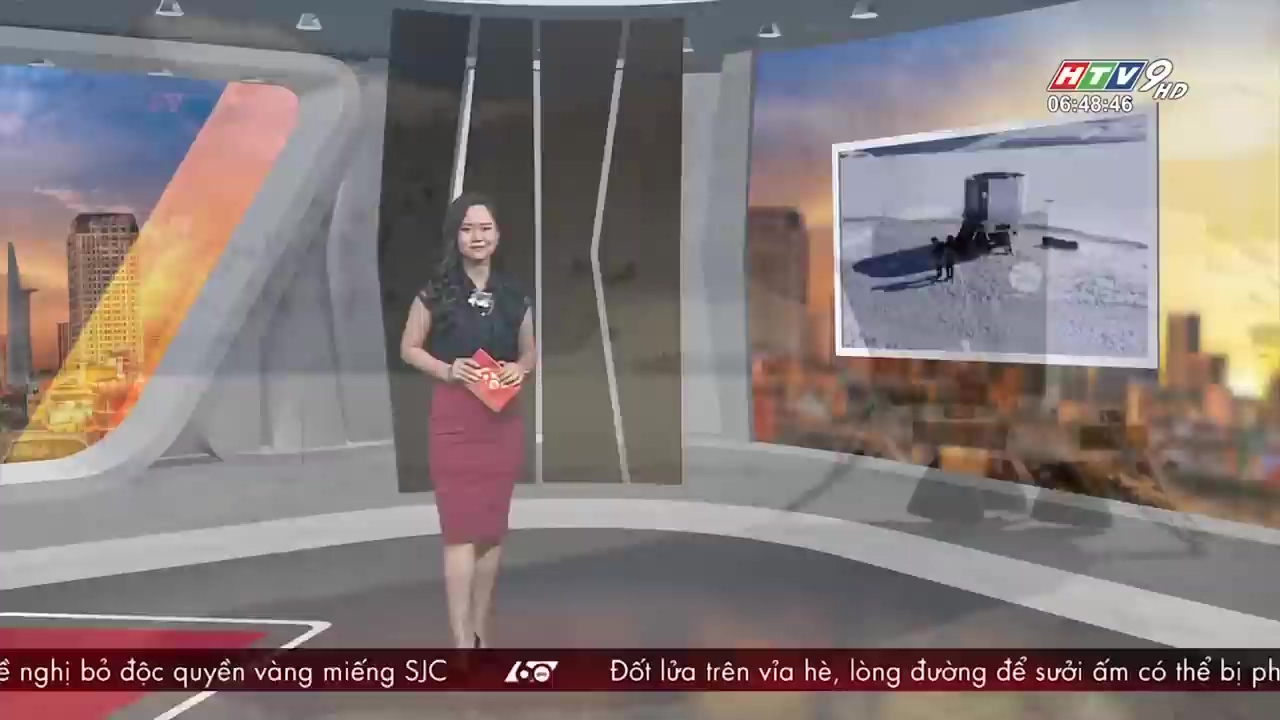 HTV9 HD
06:48:46
nghị bỏ độc quyền vàng miếng SJC 60 Đốt lửa trên vỉa hè, lòng đường để sưởi ấm có thể bị